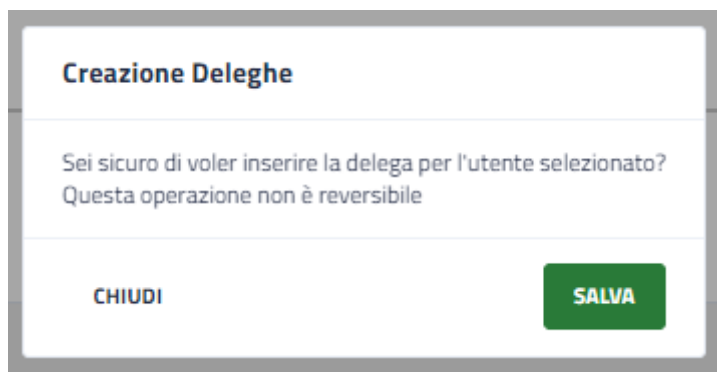 Creazione Deleghe
Sei sicuro di voler inserire la delega per l'utente selezionato?
Questa operazione non è reversibile
CHIUDI
SALVA